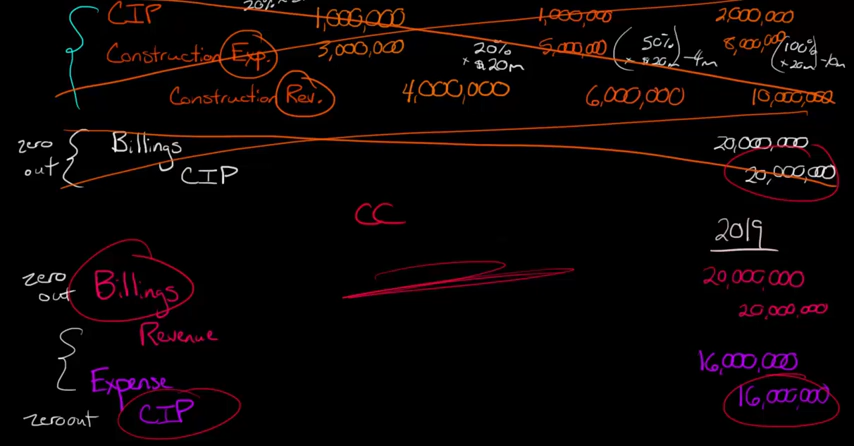 CIP 1,000,000 1,000,000 2,000,000
Construction Exp. 3,000,000 20% × $20m 5,000,000 (50% × $20m) -4m 8,000,000 (100% × 20m)
Construction Rev. 4,000,000 6,000,000 10,000,000
zero out Billings 20,000,000
CIP 20,000,000
CC
2019
zero out Billings 20,000,000
Revenue 20,000,000
Expense 16,000,000
zero out CIP 16,000,000